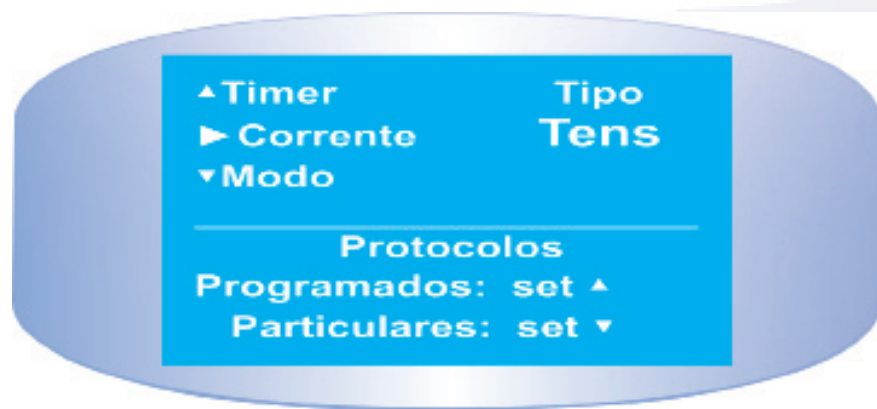 ▲Timer Tipo
►Corrente Tens
▼Modo
Protocolos
Programados: set ▲
Particulares: set ▼